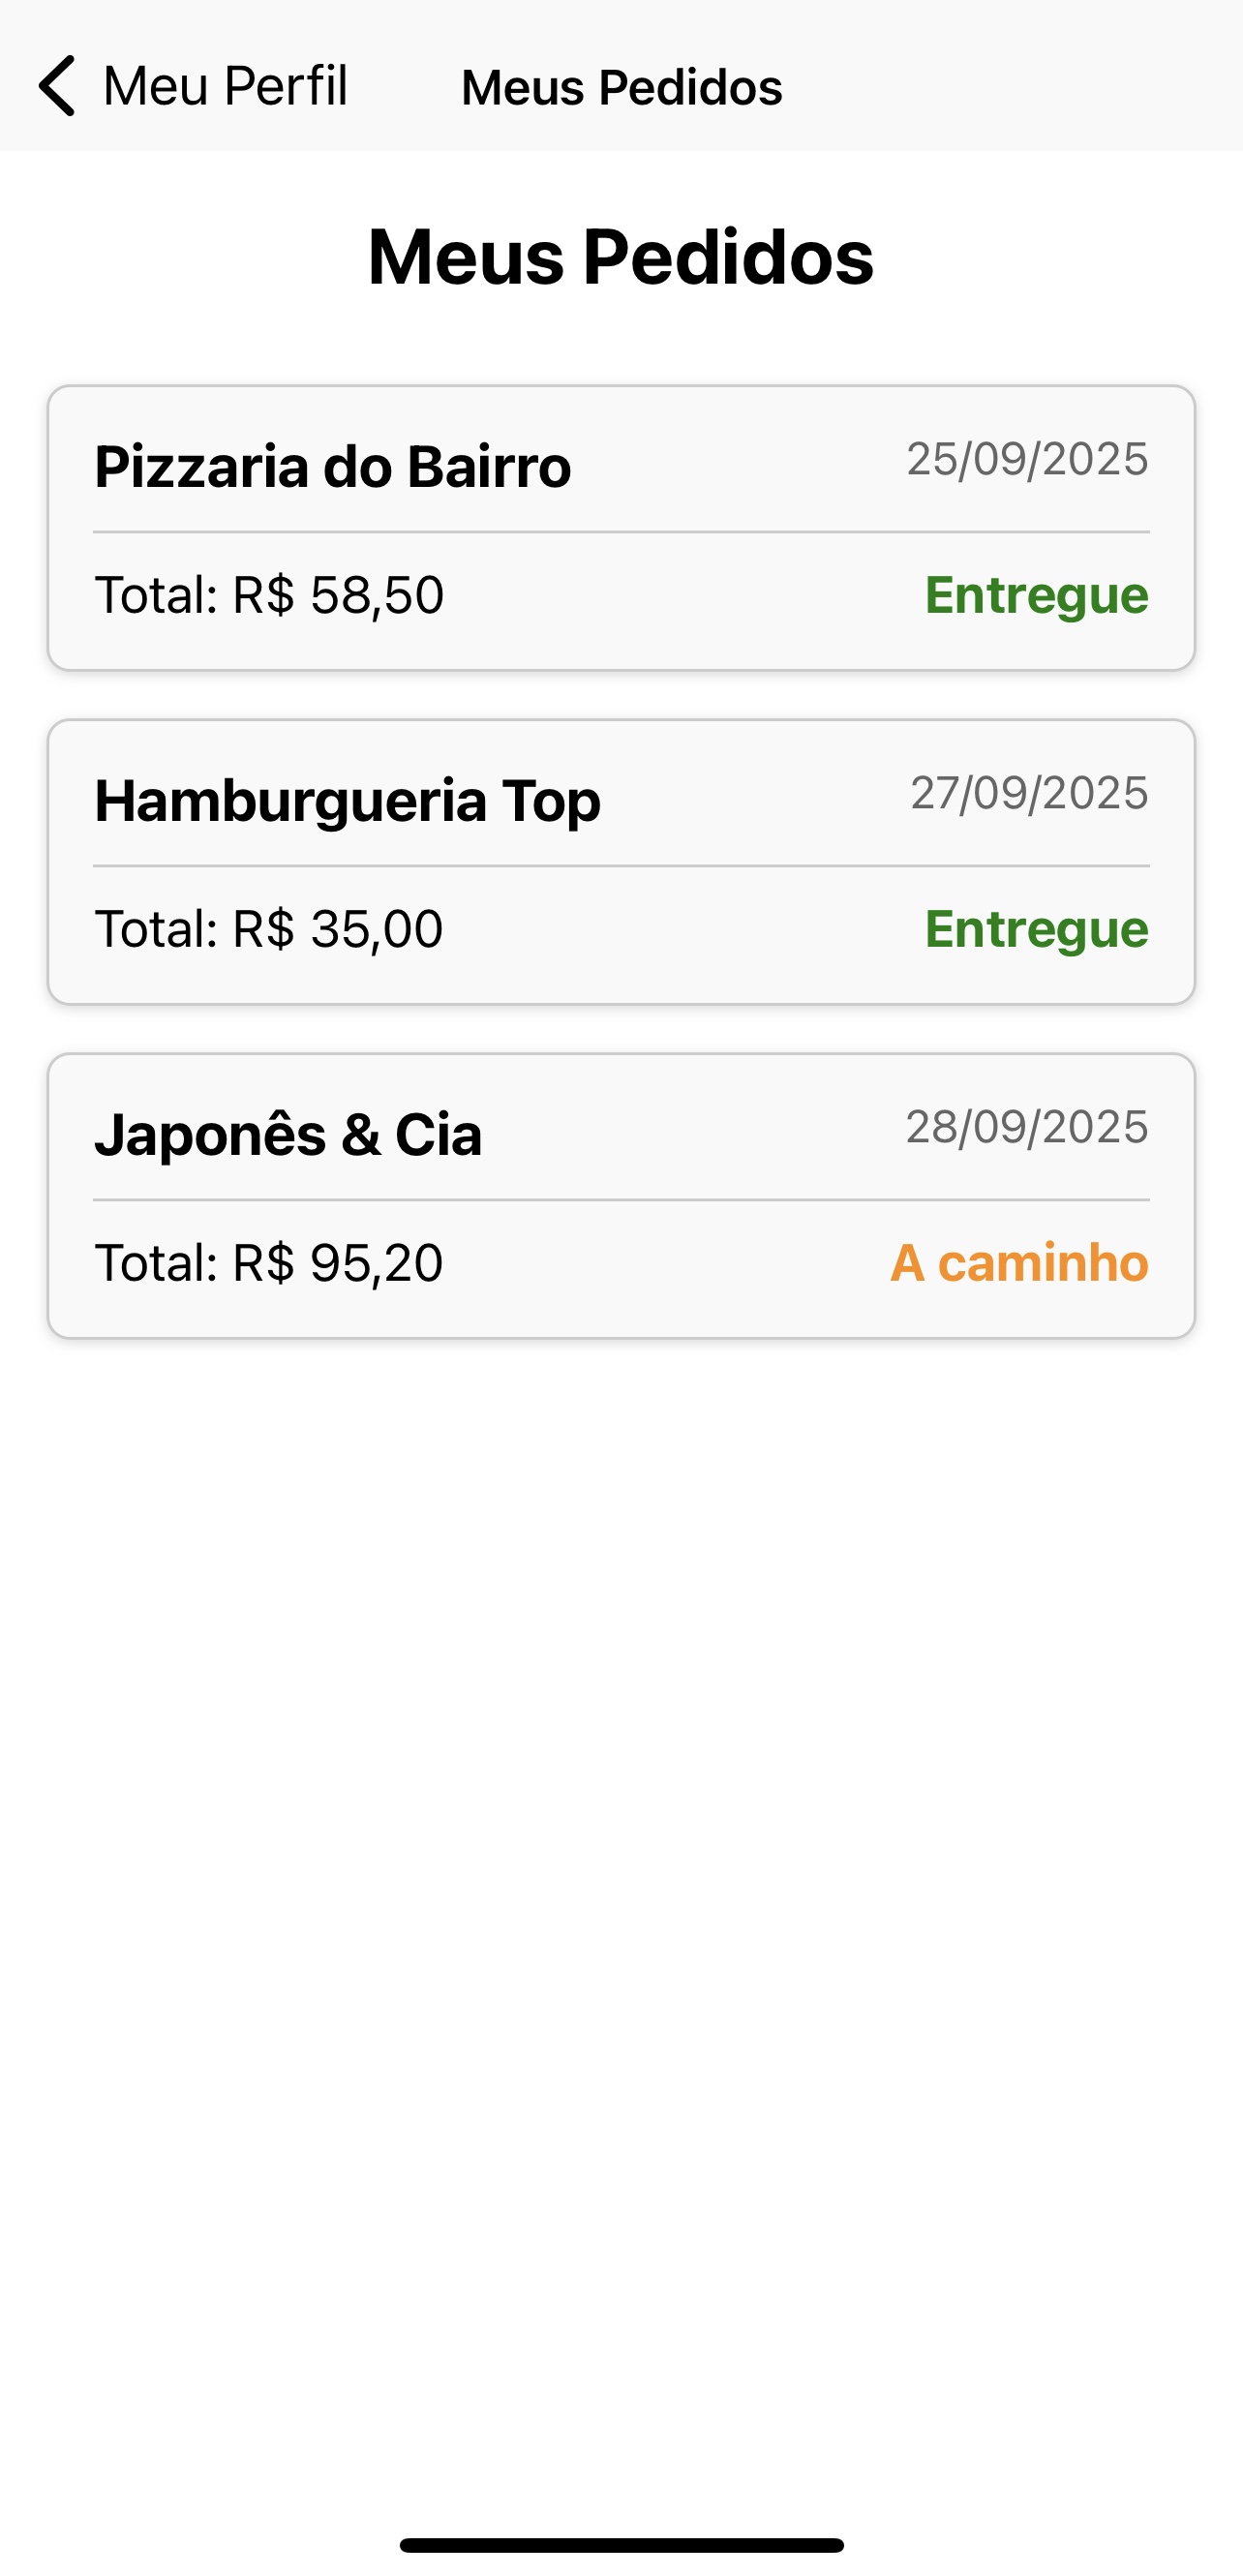 Meu Perfil Meus Pedidos
Meus Pedidos
Pizzaria do Bairro 25/09/2025
Total: R$ 58,50 Entregue
Hamburgueria Top 27/09/2025
Total: R$ 35,00 Entregue
Japonês & Cia 28/09/2025
Total: R$ 95,20 A caminho